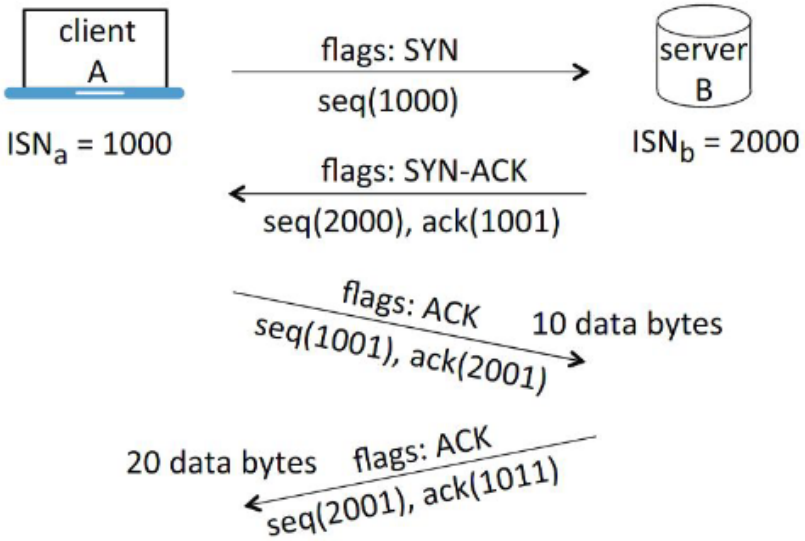 client
A
ISNa = 1000
flags: SYN
seq(1000)
server
B
ISNb = 2000
flags: SYN-ACK
seq(2000), ack(1001)
flags: ACK
seq(1001), ack(2001)
10 data bytes
20 data bytes
flags: ACK
seq(2001), ack(1011)